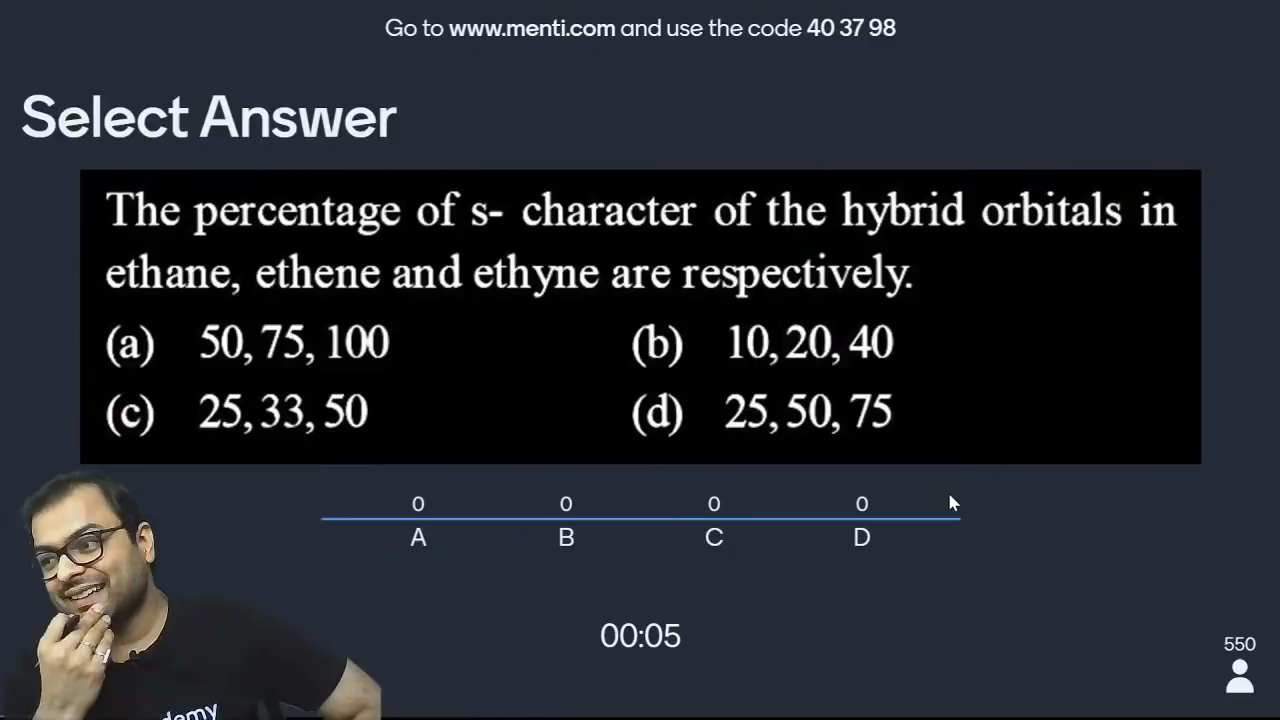 Go to www.menti.com and use the code 40 37 98
Select Answer
The percentage of s- character of the hybrid orbitals in
ethane, ethene and ethyne are respectively.
(a) 50, 75, 100 (b) 10, 20, 40
(c) 25, 33, 50 (d) 25, 50, 75
0 0 0 0
A B C D
00:05
550
demy